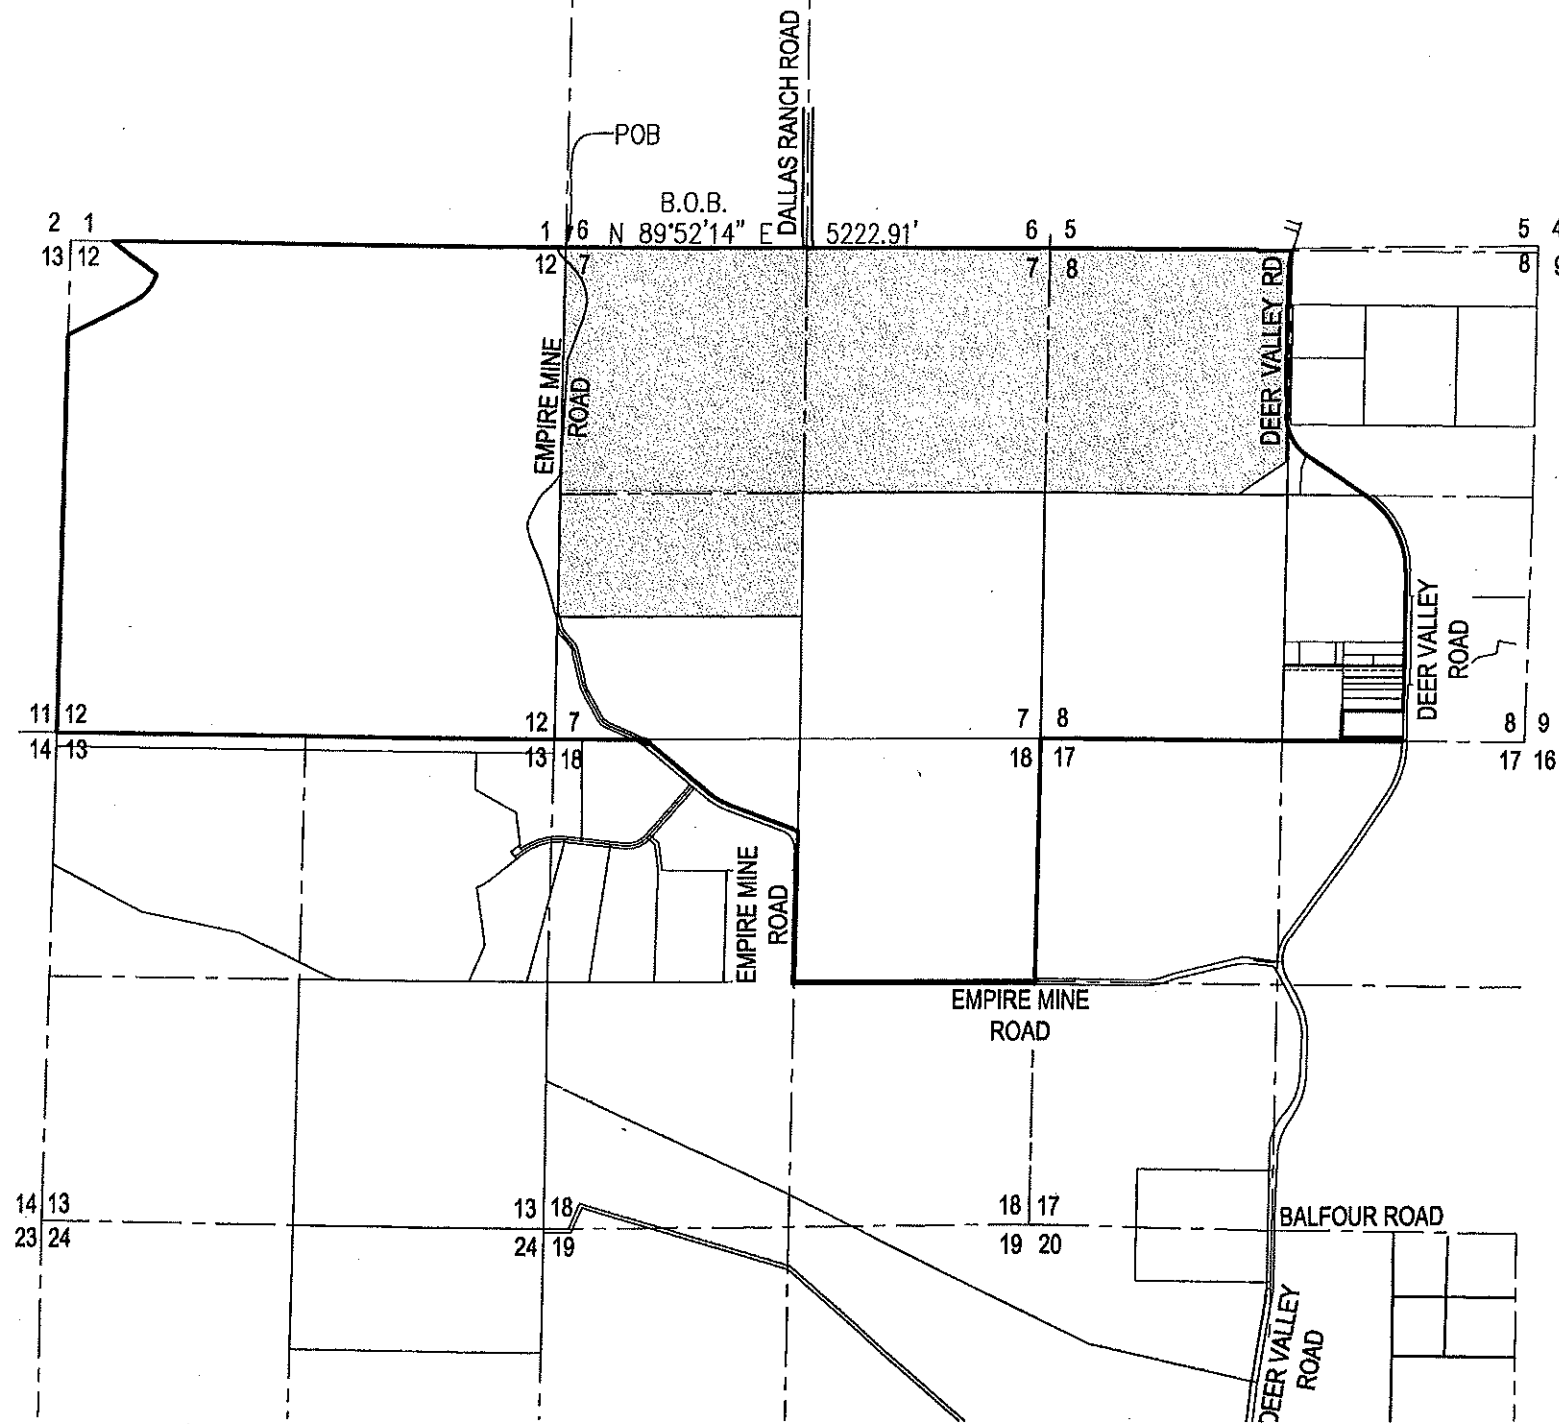 DALLAS RANCH ROAD
POB
B.O.B.
N 89°52'14" E 5222.91'
2 1
13 12
1 6
12 7
6 5
7 8
5 4
8 9
DEER VALLEY RD
EMPIRE MINE
ROAD
DEER VALLEY
ROAD
11 12
14 13
12 7
13 18
7 8
18 17
8 9
17 16
EMPIRE MINE
ROAD
EMPIRE MINE
ROAD
14 13
23 24
13 18
24 19
18 17
19 20
BALFOUR ROAD
DEER VALLEY
ROAD